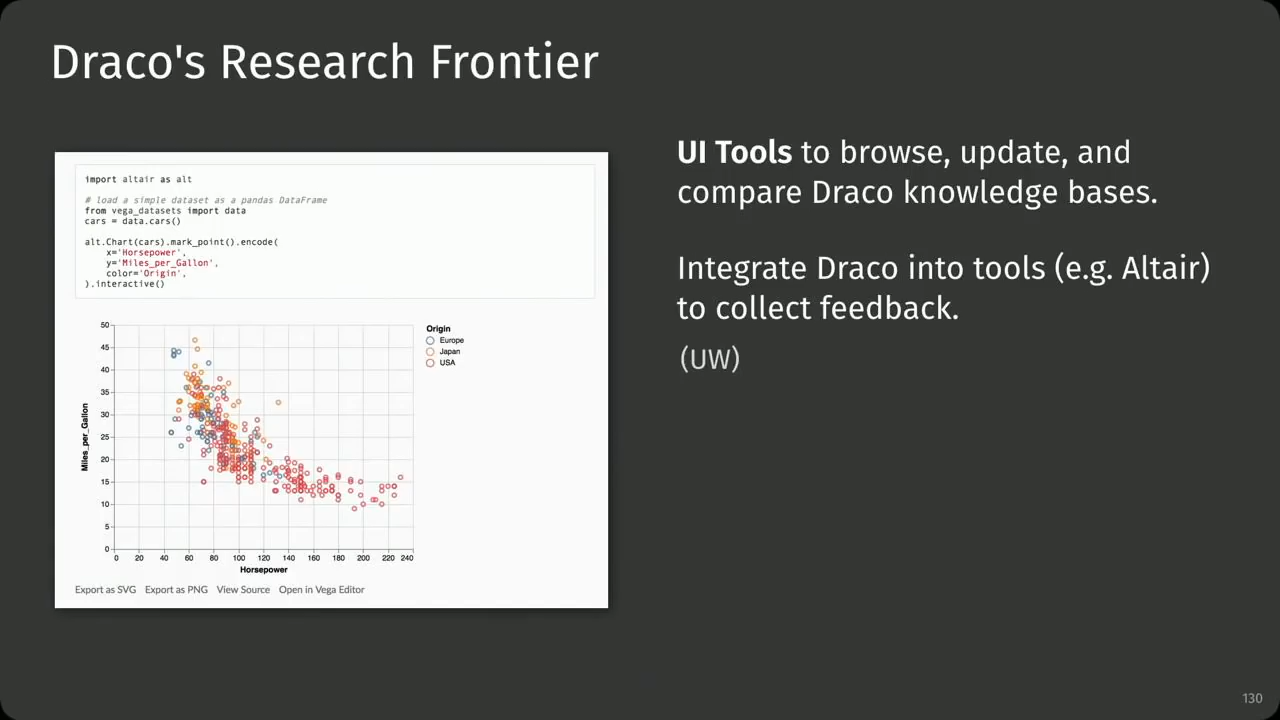 Draco's Research Frontier
import altair as alt
# load a simple dataset as a pandas DataFrame
from vega_datasets import data
cars = data.cars()
alt.Chart(cars).mark_point().encode(
x='Horsepower',
y='Miles_per_Gallon',
color='Origin',
).interactive()
50
45
40
35
30
25
20
15
10
5
0
Miles_per_Gallon
0 20 40 60 80 100 120 140 160 180 200 220 240
Horsepower
Origin
Europe
Japan
USA
Export as SVG Export as PNG View Source Open in Vega Editor
UI Tools to browse, update, and
compare Draco knowledge bases.
Integrate Draco into tools (e.g. Altair)
to collect feedback.
(UW)
130